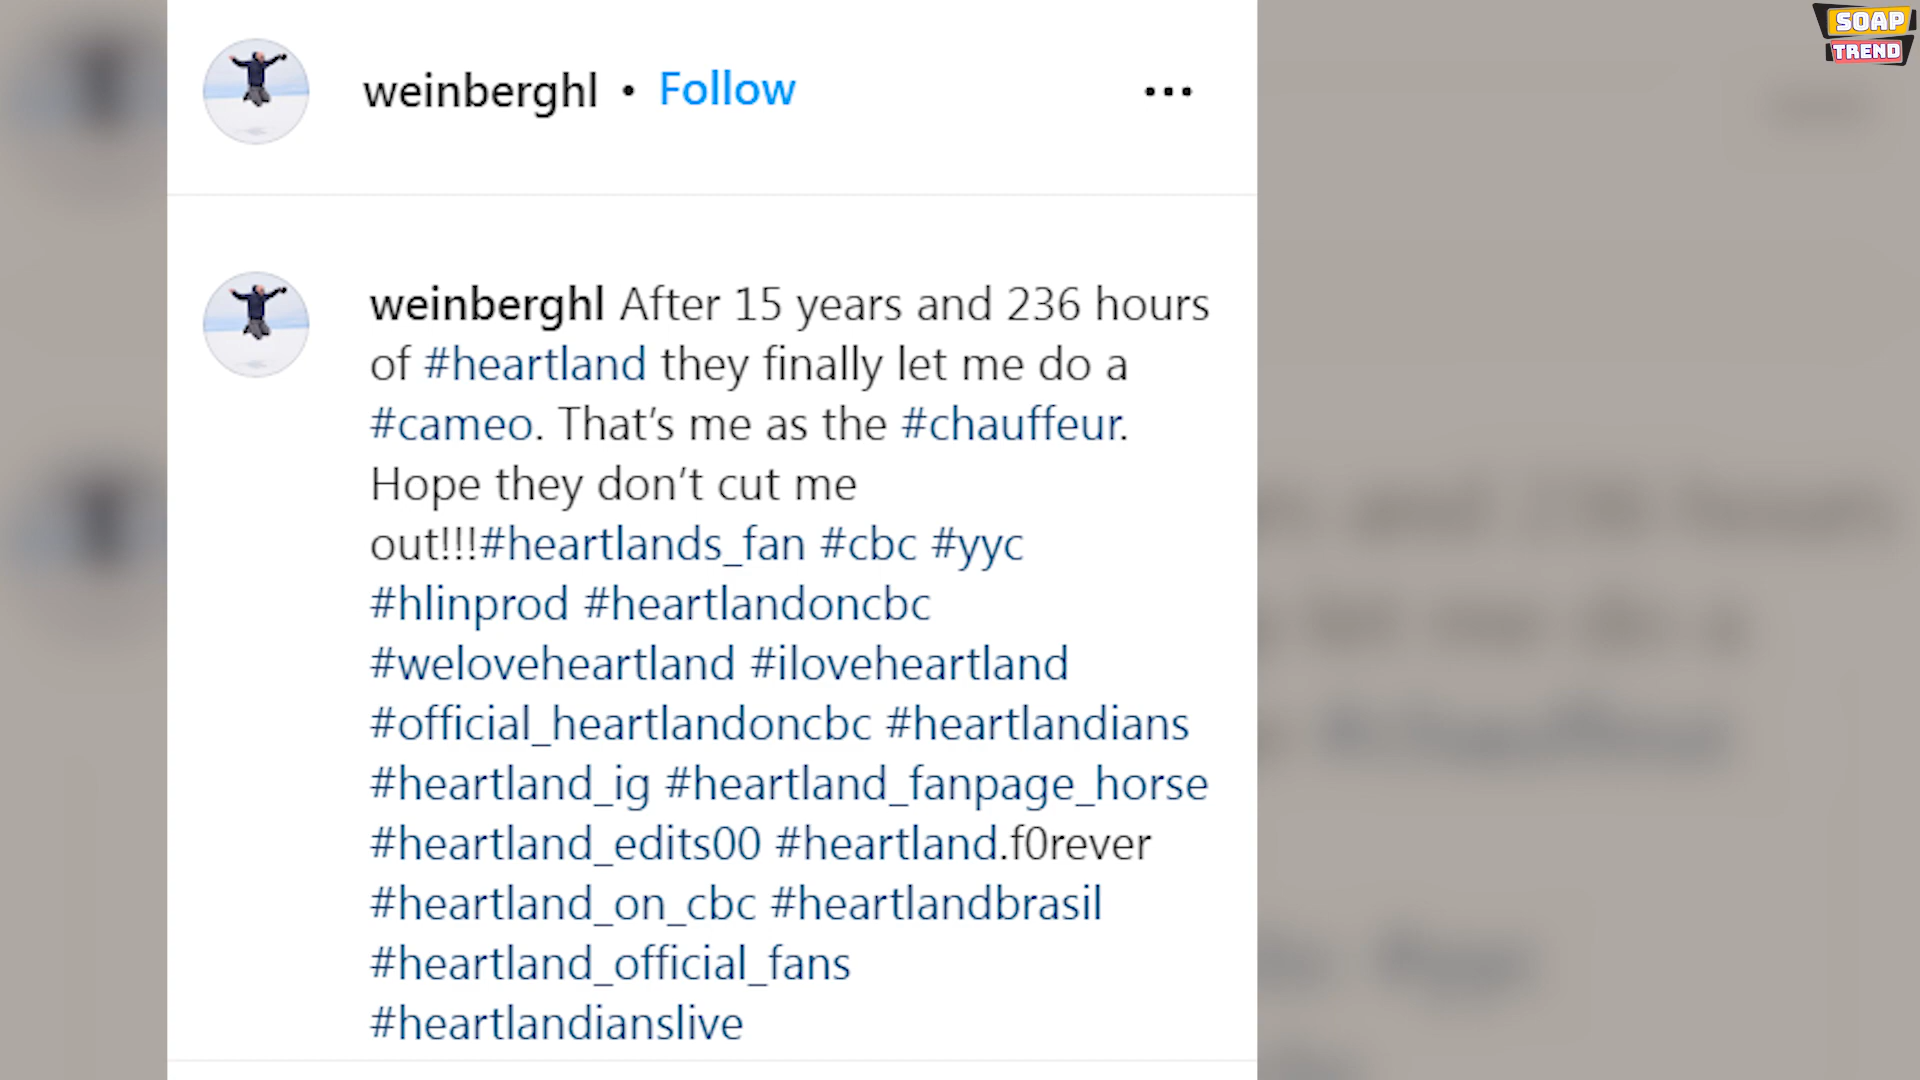 SOAP
TREND
weinberghl • Follow
weinberghl After 15 years and 236 hours
of #heartland they finally let me do a
#cameo. That's me as the #chauffeur.
Hope they don't cut me
out!!!#heartlands_fan #cbc #yyc
#hlinprod #heartlandoncbc
#weloveheartland #iloveheartland
#official_heartlandoncbc #heartlandians
#heartland_ig #heartland_fanpage_horse
#heartland_edits00 #heartland.f0rever
#heartland_on_cbc #heartlandbrasil
#heartland_official_fans
#heartlandianslive